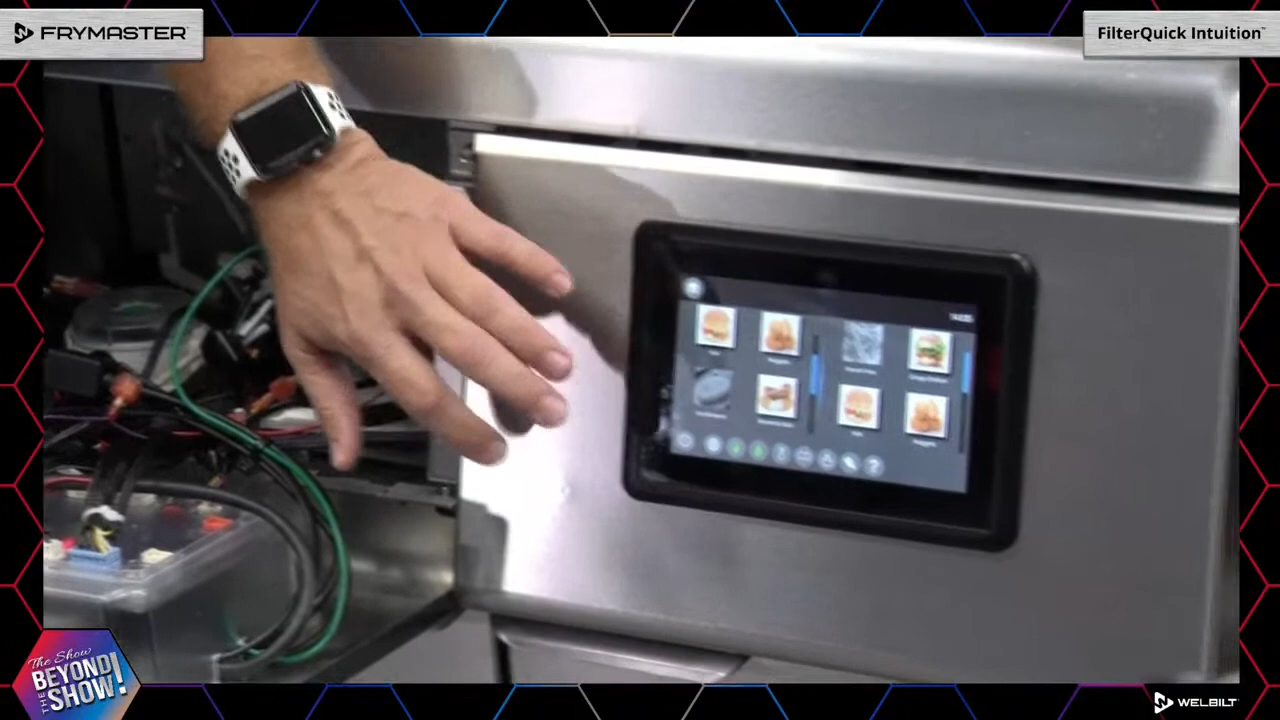 FRYMASTER
FilterQuick Intuition™
The Show
BEYOND
THE
SHOW!
WELBILT